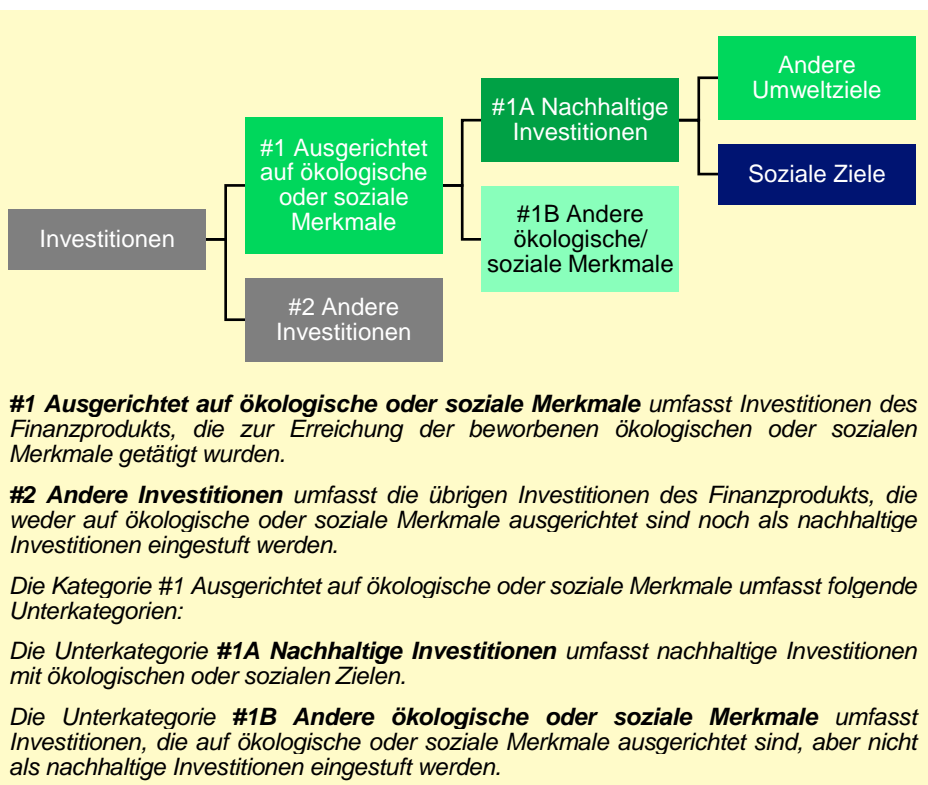 Andere
Umweltziele
#1A Nachhaltige
Investitionen
#1 Ausgerichtet
auf ökologische
oder soziale
Merkmale
Soziale Ziele
#1B Andere
ökologische/
soziale Merkmale
Investitionen
#2 Andere
Investitionen
#1 Ausgerichtet auf ökologische oder soziale Merkmale umfasst Investitionen des
Finanzprodukts, die zur Erreichung der beworbenen ökologischen oder sozialen
Merkmale getätigt wurden.
#2 Andere Investitionen umfasst die übrigen Investitionen des Finanzprodukts, die
weder auf ökologische oder soziale Merkmale ausgerichtet sind noch als nachhaltige
Investitionen eingestuft werden.
Die Kategorie #1 Ausgerichtet auf ökologische oder soziale Merkmale umfasst folgende
Unterkategorien:
Die Unterkategorie #1A Nachhaltige Investitionen umfasst nachhaltige Investitionen
mit ökologischen oder sozialen Zielen.
Die Unterkategorie #1B Andere ökologische oder soziale Merkmale umfasst
Investitionen, die auf ökologische oder soziale Merkmale ausgerichtet sind, aber nicht
als nachhaltige Investitionen eingestuft werden.